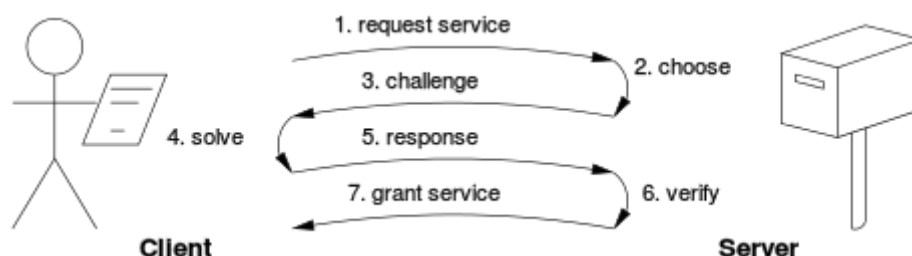 1. request service
2. choose
3. challenge
4. solve
5. response
6. verify
7. grant service
Client
Server